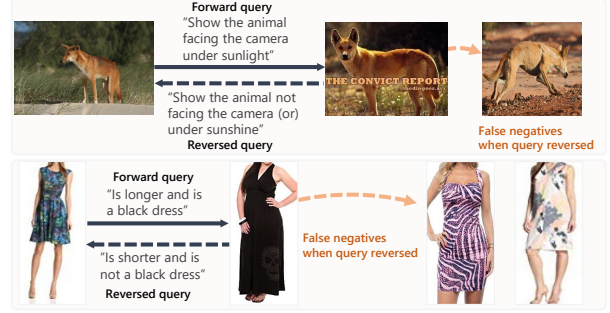 Forward query
“Show the animal
facing the camera
under sunlight”
“Show the animal not
facing the camera (or)
under sunshine”
Reversed query
THE CONVICT REPORT
False negatives
when query reversed
Forward query
“Is longer and is
a black dress”
“Is shorter and is
not a black dress”
Reversed query
False negatives
when query reversed